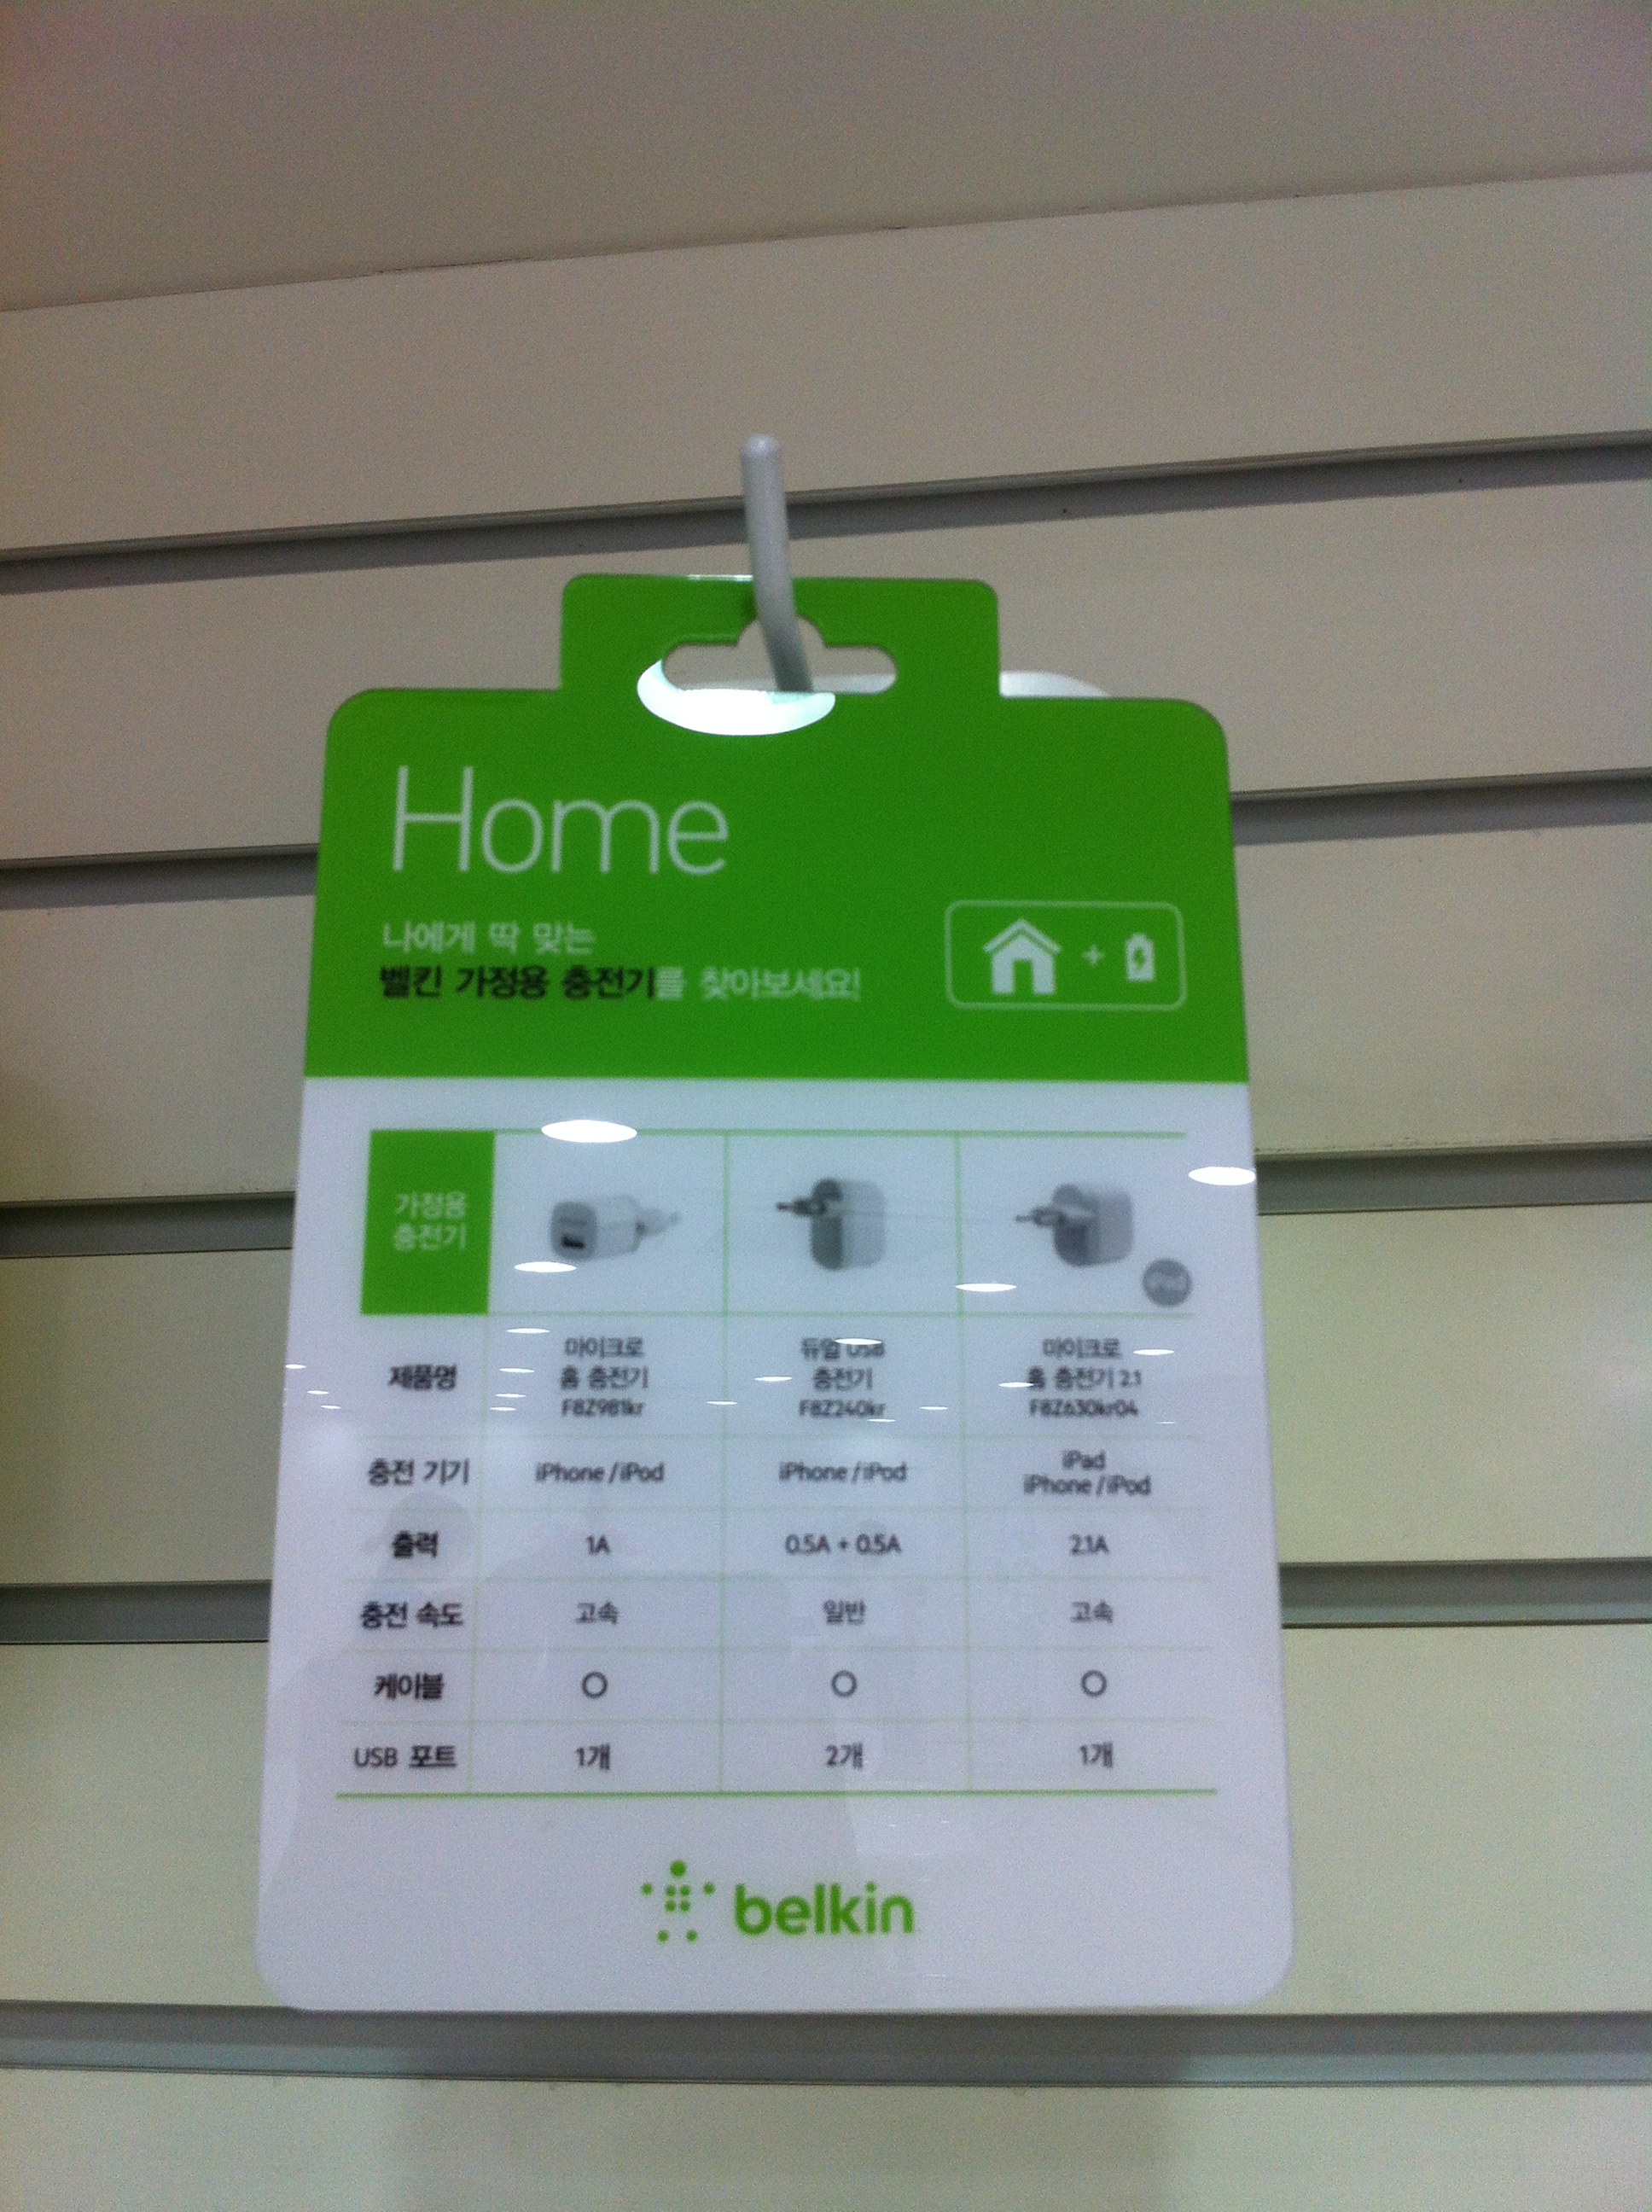 Home
나에게 딱 맞는
벨킨 가정용 충전기를 찾아보세요!
가정용
충전기
iPad
제품명
마이크로
홈 충전기
F8Z981kr
듀얼 USB
충전기
F8Z240kr
마이크로
홈 충전기 2.1
F8Z630kr04
충전 기기
iPhone / iPod
iPhone / iPod
iPad
iPhone / iPod
출력
1A
0.5A + 0.5A
2.1A
충전 속도
고속
일반
고속
케이블
O
O
O
USB 포트
1개
2개
1개
belkin